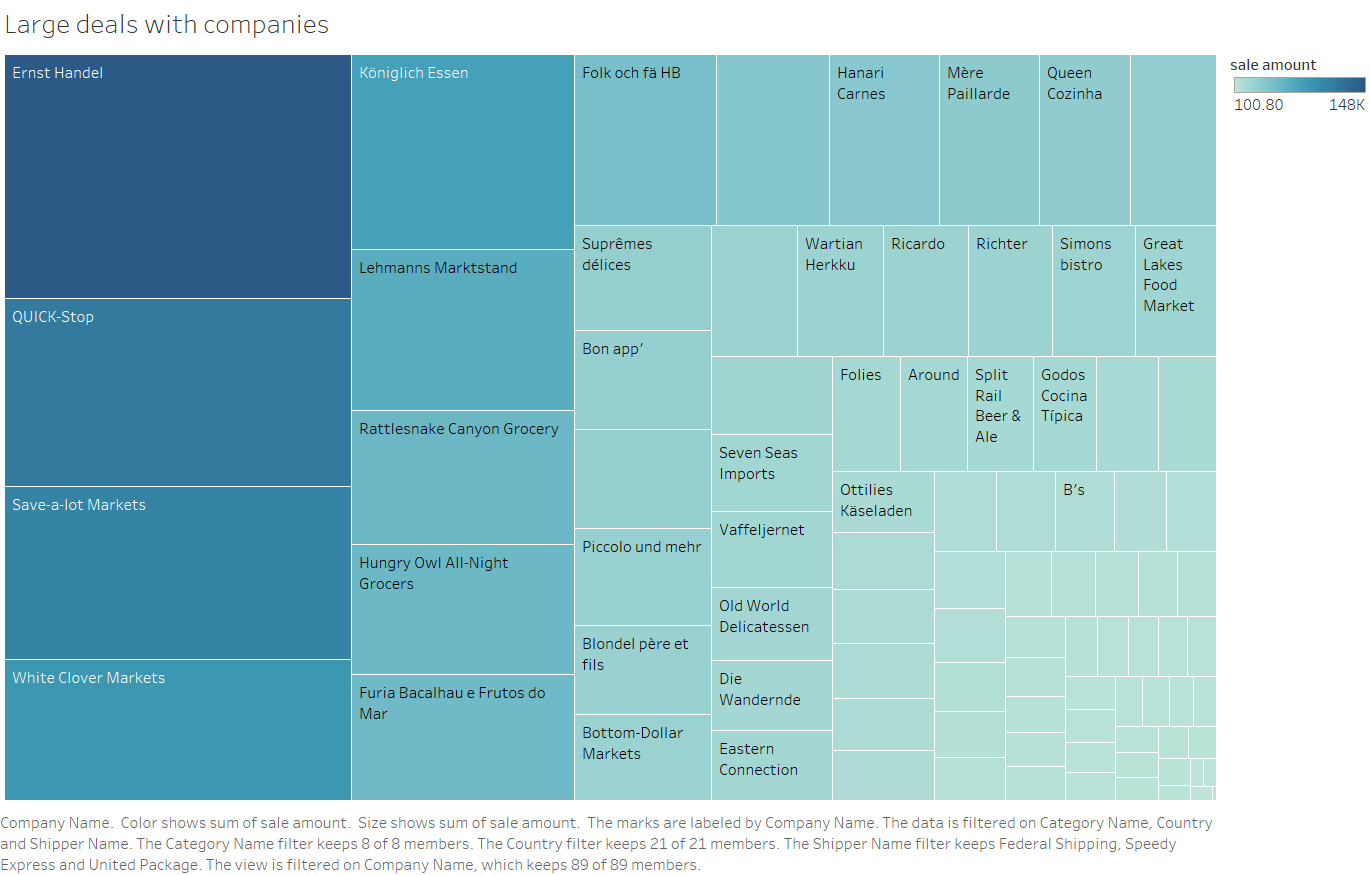 Large deals with companies
Ernst Handel
QUICK-Stop
Save-a-lot Markets
White Clover Markets
Königlich Essen
Lehmanns Marktstand
Rattlesnake Canyon Grocery
Hungry Owl All-Night
Grocers
Furia Bacalhau e Frutos do
Mar
Folk och fä HB
Hanari
Carnes
Mère
Paillarde
Queen
Cozinha
Suprêmes
délices
Bon app’
Piccolo und mehr
Blondel père et
fils
Bottom-Dollar
Markets
Wartian
Herkku
Ricardo
Richter
Simons
bistro
Great
Lakes
Food
Market
Seven Seas
Imports
Vaffeljernet
Old World
Delicatessen
Die
Wandernde
Eastern
Connection
Folies
Around
Split
Rail
Beer &
Ale
Godos
Cocina
Típica
Ottilies
Käseladen
B’s
sale amount
100.80 148K
Company Name.  Color shows sum of sale amount.  Size shows sum of sale amount.  The marks are labeled by Company Name. The data is filtered on Category Name, Country
and Shipper Name. The Category Name filter keeps 8 of 8 members. The Country filter keeps 21 of 21 members. The Shipper Name filter keeps Federal Shipping, Speedy
Express and United Package. The view is filtered on Company Name, which keeps 89 of 89 members.